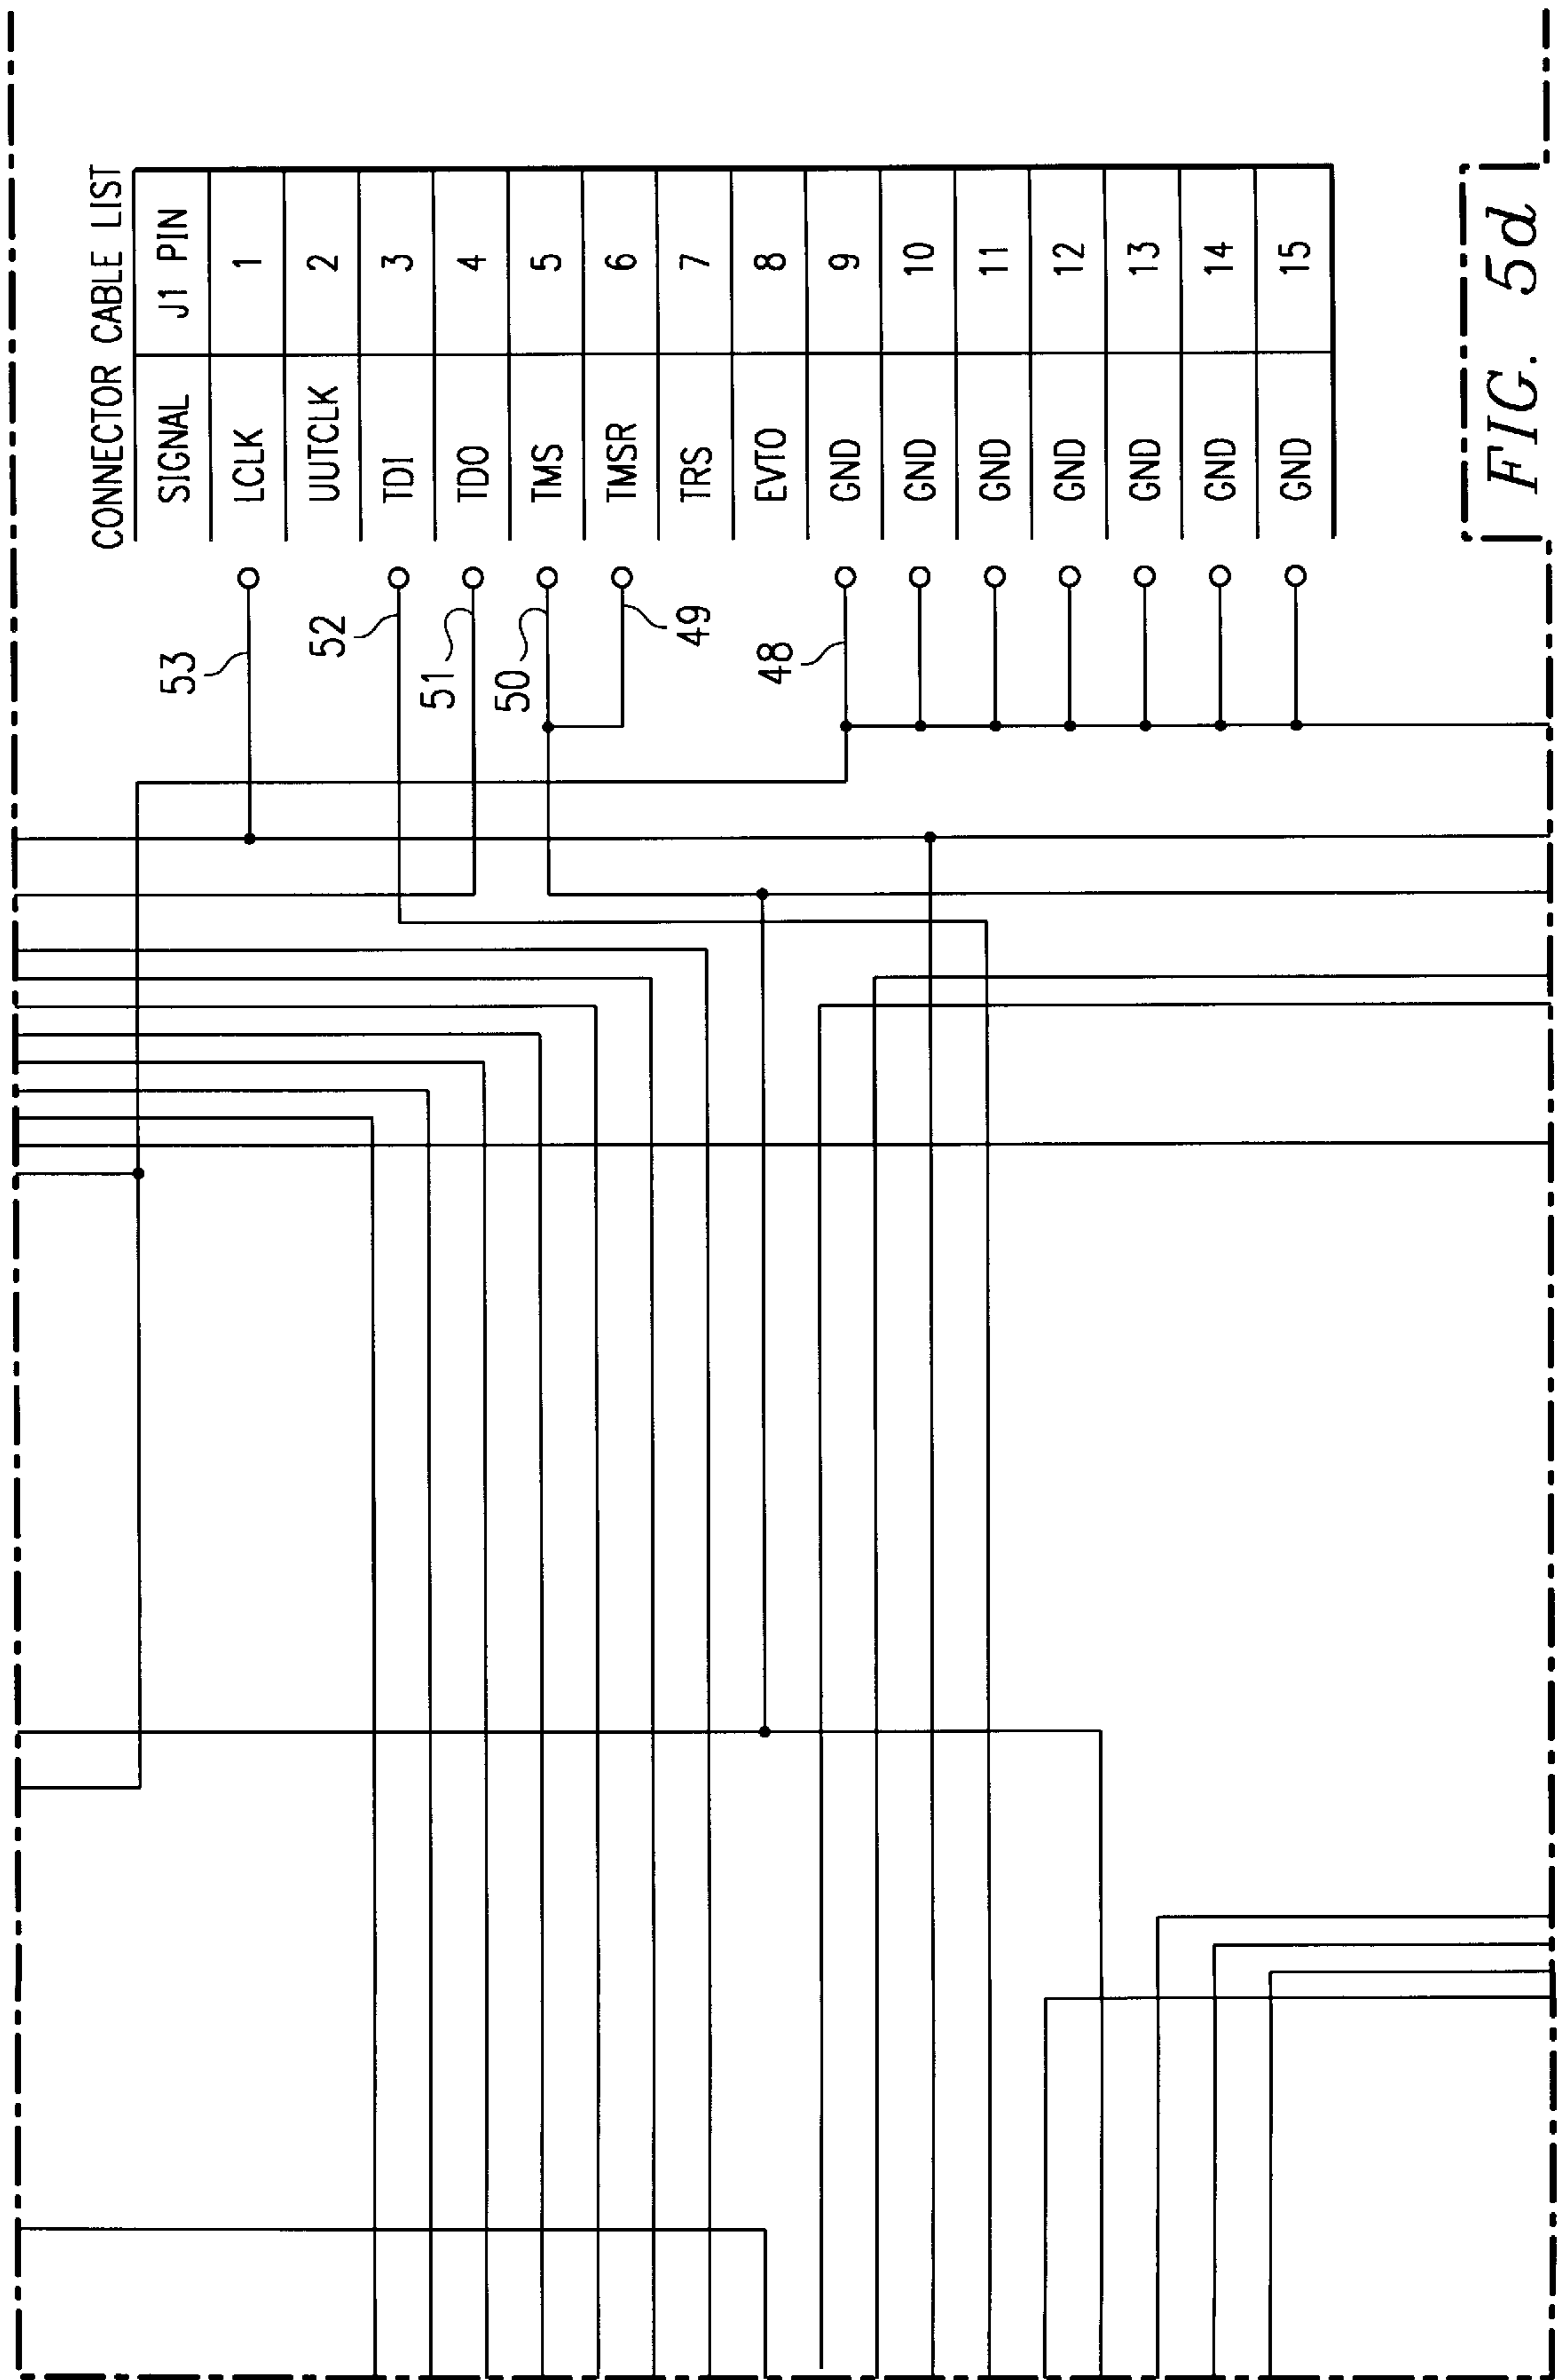 CONNECTOR CABLE LIST
SIGNAL J1 PIN
LCLK 1
UUTCLK 2
TDI 3
TDO 4
TMS 5
TMSR 6
TRS 7
EVTO 8
GND 9
GND 10
GND 11
GND 12
GND 13
GND 14
GND 15
53
52
51
50
49
48
FIG. 5d